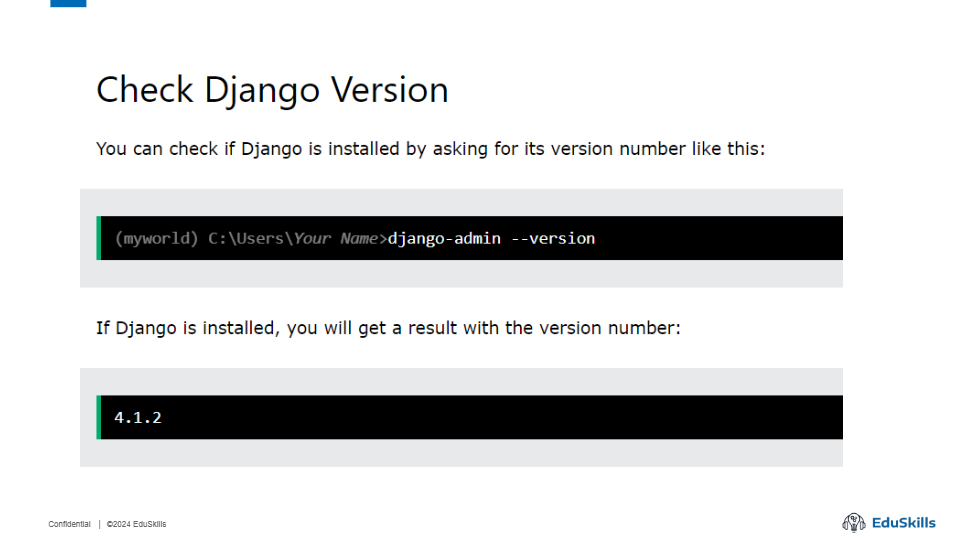 Check Django Version
You can check if Django is installed by asking for its version number like this:
(myworld) C:\Users\Your Name>django-admin --version
If Django is installed, you will get a result with the version number:
4.1.2
Confidential | ©2024 EduSkills
EduSkills